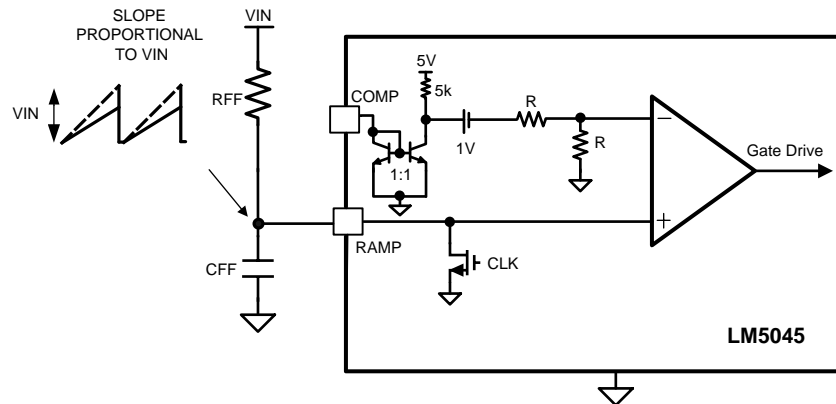 SLOPE
PROPORTIONAL
TO VIN
VIN
VIN
RFF
CFF
COMP
5V
5k
1:1
1V
R
R
Gate Drive
RAMP
CLK
LM5045